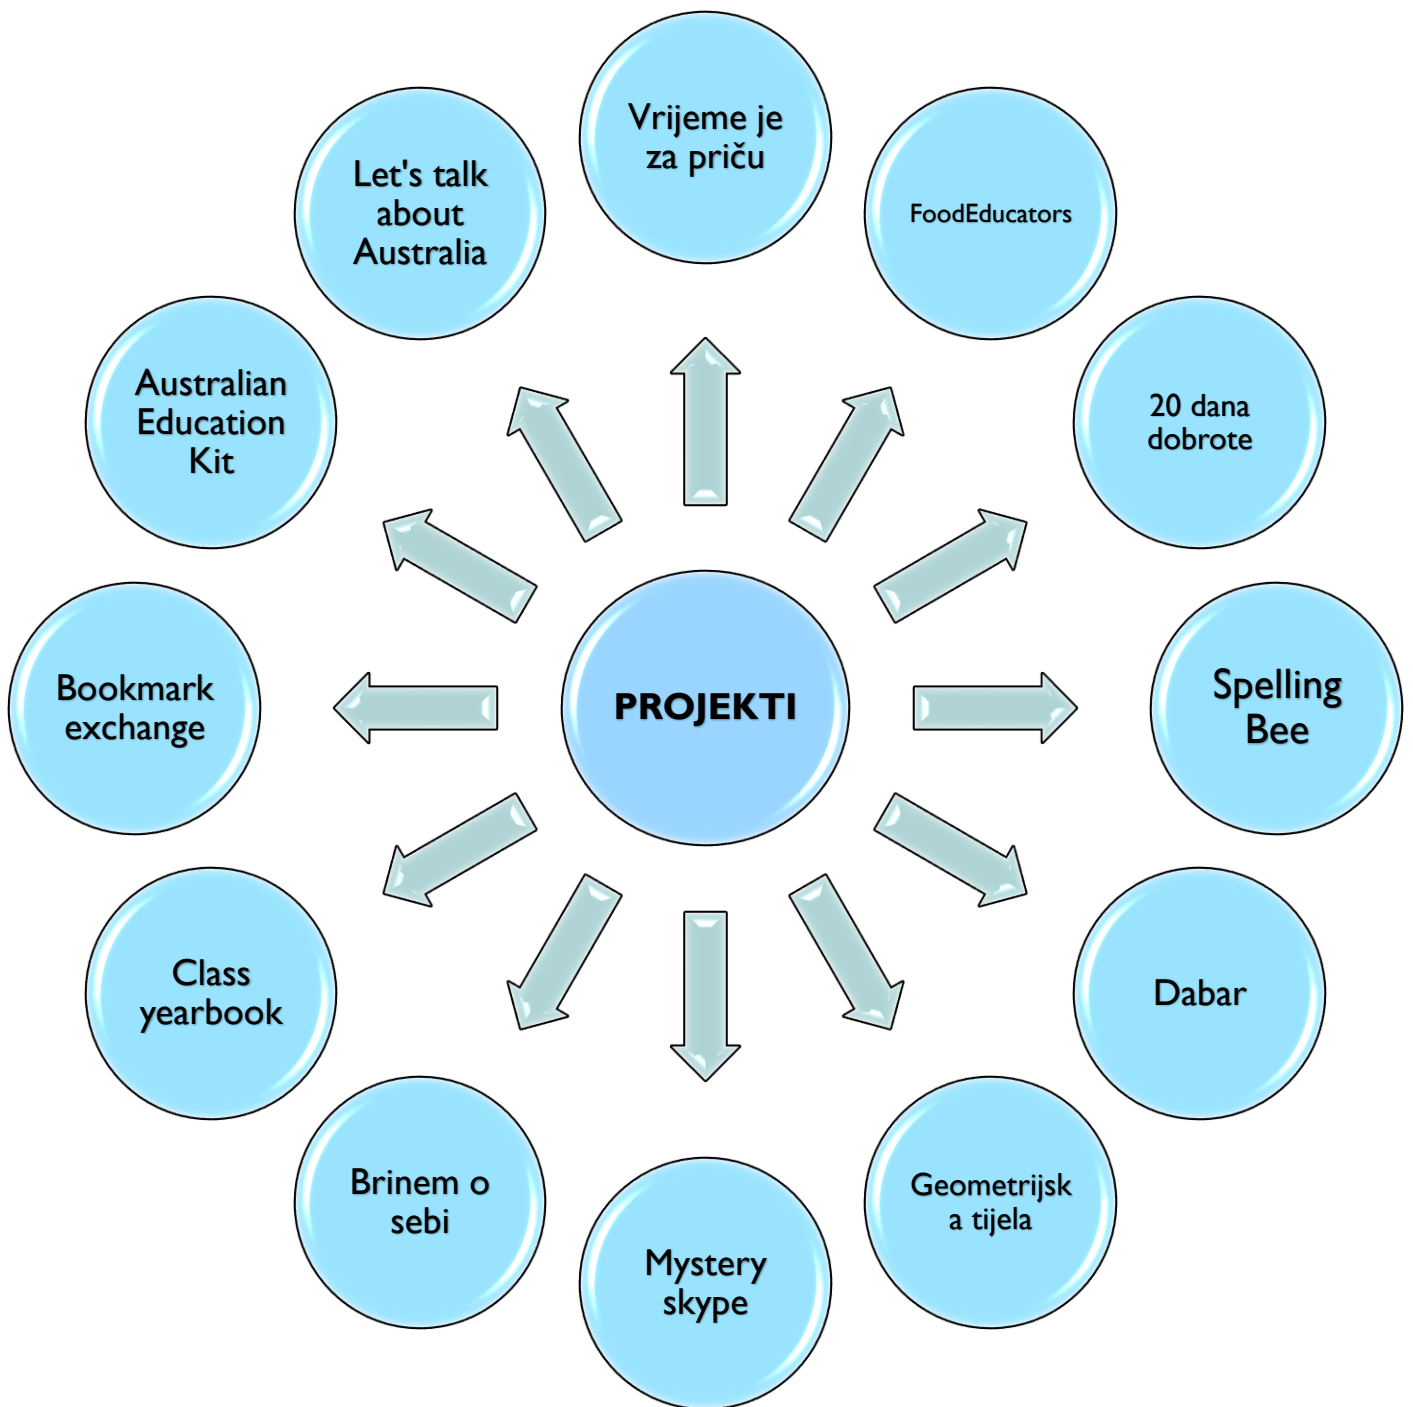 Vrijeme je
za priču
FoodEducators
20 dana
dobrote
Spelling
Bee
Dabar
Geometrijsk
a tijela
Mystery
skype
Brinem o
sebi
Class
yearbook
Bookmark
exchange
Australian
Education
Kit
Let's talk
about
Australia
PROJEKTI